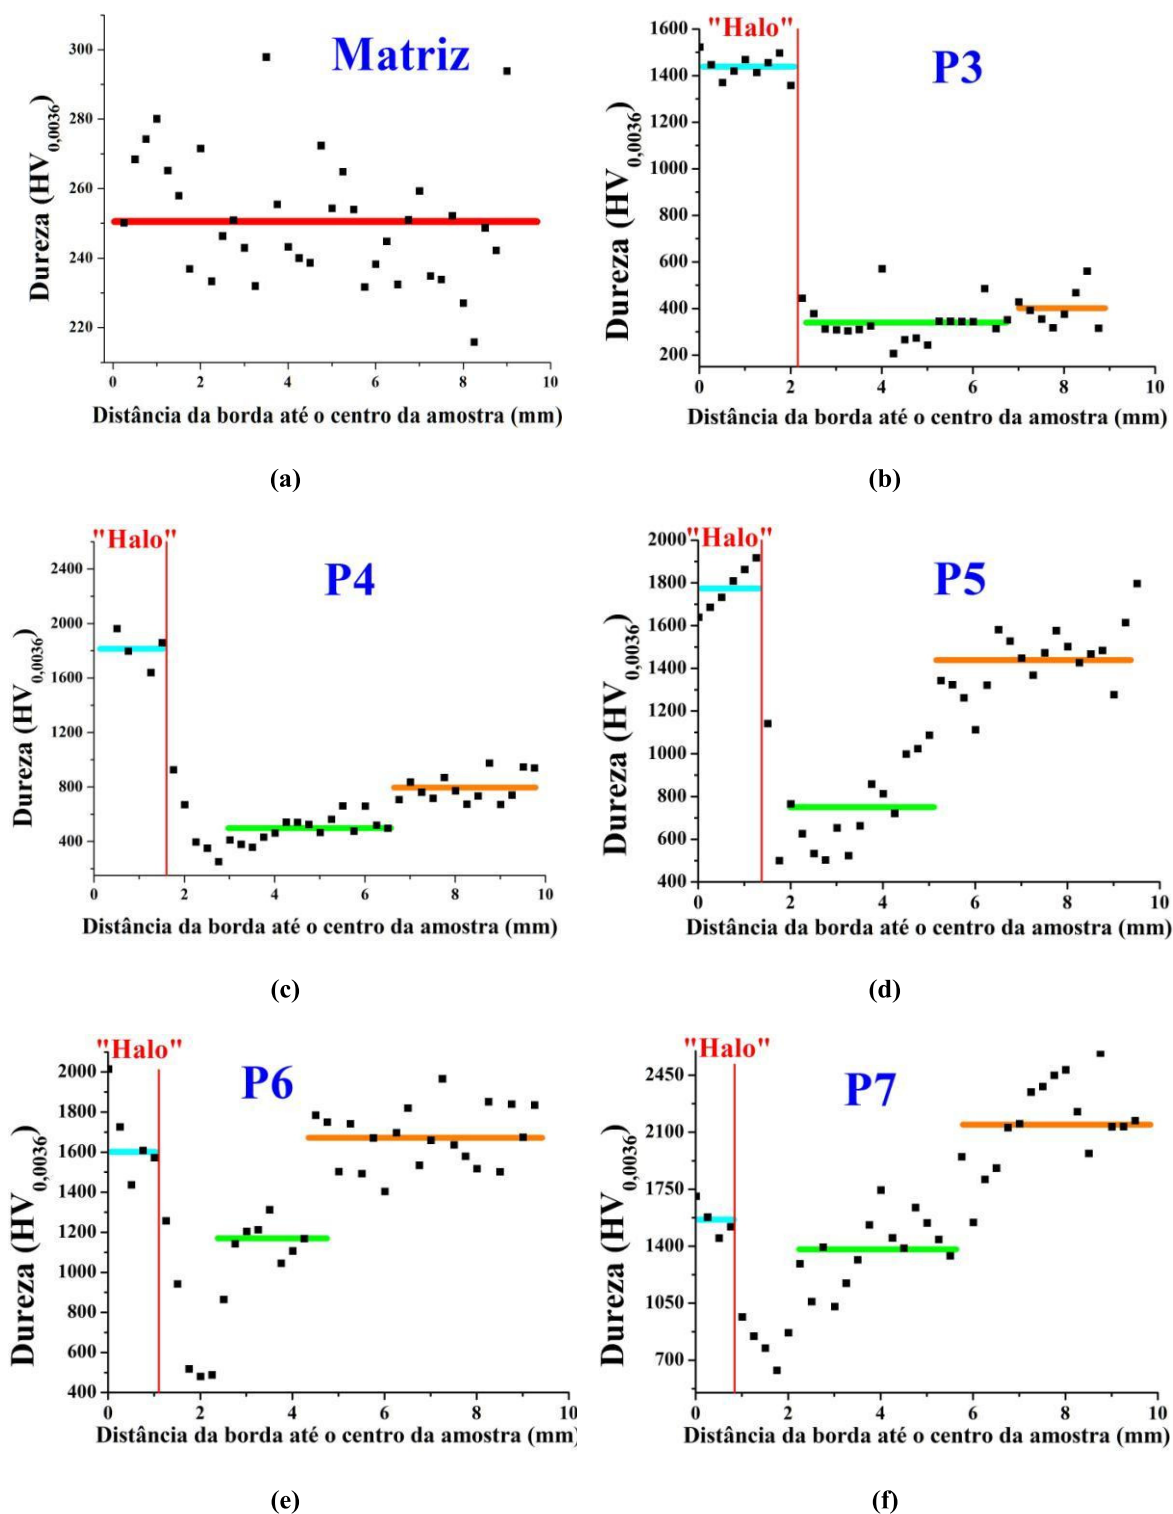 Matriz
Dureza (HV0,0036)
300
280
260
240
220
0 2 4 6 8 10
Distância da borda até o centro da amostra (mm)
(a)
"Halo"
P3
Dureza (HV0,0036)
1600
1400
1200
1000
800
600
400
200
0 2 4 6 8 10
Distância da borda até o centro da amostra (mm)
(b)
"Halo"
P4
Dureza (HV0,0036)
2400
2000
1600
1200
800
400
0 2 4 6 8 10
Distância da borda até o centro da amostra (mm)
(c)
"Halo"
P5
Dureza (HV0,0036)
2000
1800
1600
1400
1200
1000
800
600
400
0 2 4 6 8 10
Distância da borda até o centro da amostra (mm)
(d)
"Halo"
P6
Dureza (HV0,0036)
2000
1800
1600
1400
1200
1000
800
600
400
0 2 4 6 8 10
Distância da borda até o centro da amostra (mm)
(e)
"Halo"
P7
Dureza (HV0,0036)
2450
2100
1750
1400
1050
700
0 2 4 6 8 10
Distância da borda até o centro da amostra (mm)
(f)